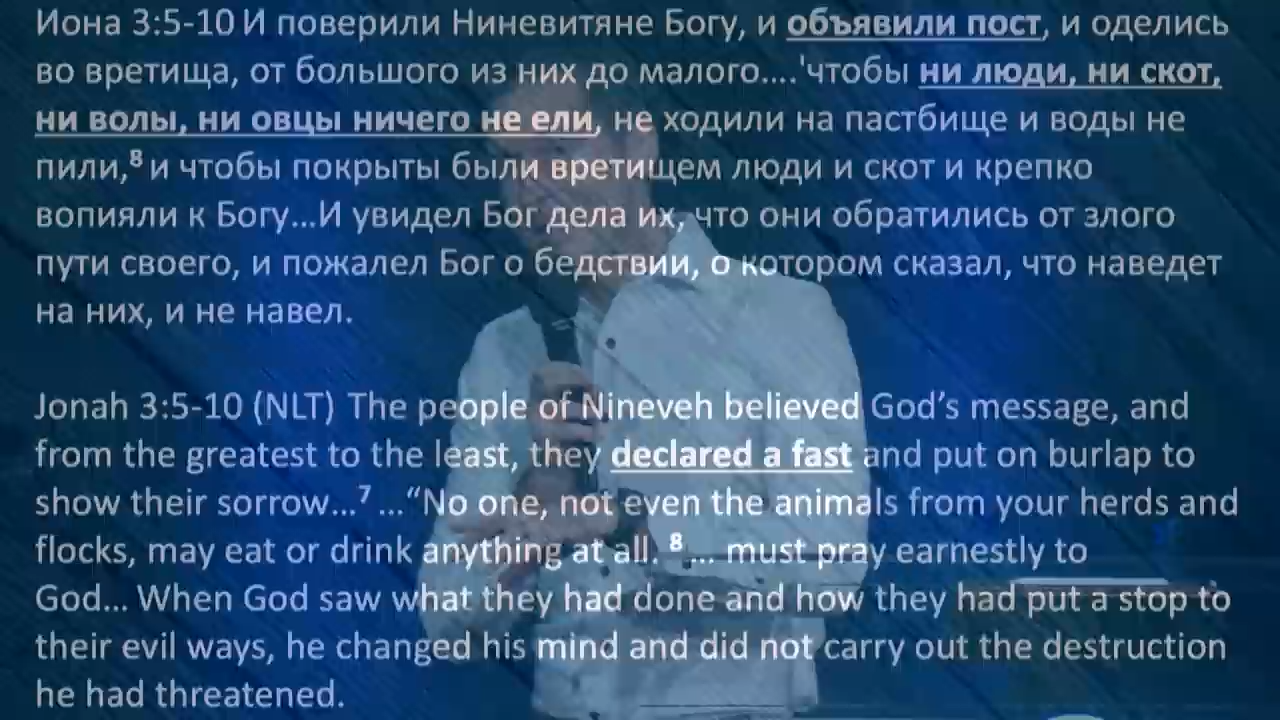 Иона 3:5-10 И поверили Ниневитяне Богу, и объявили пост, и оделись
во вретища, от большого из них до малого....'чтобы ни люди, ни скот,
ни волы, ни овцы ничего не ели, не ходили на пастбище и воды не
пили,⁸ и чтобы покрыты были вретищем люди и скот и крепко
вопияли к Богу...И увидел Бог дела их, что они обратились от злого
пути своего, и пожалел Бог о бедствии, о котором сказал, что наведет
на них, и не навел.
Jonah 3:5-10 (NLT) The people of Nineveh believed God’s message, and
from the greatest to the least, they declared a fast and put on burlap to
show their sorrow...⁷ ...“No one, not even the animals from your herds and
flocks, may eat or drink anything at all. ⁸ ... must pray earnestly to
God... When God saw what they had done and how they had put a stop to
their evil ways, he changed his mind and did not carry out the destruction
he had threatened.